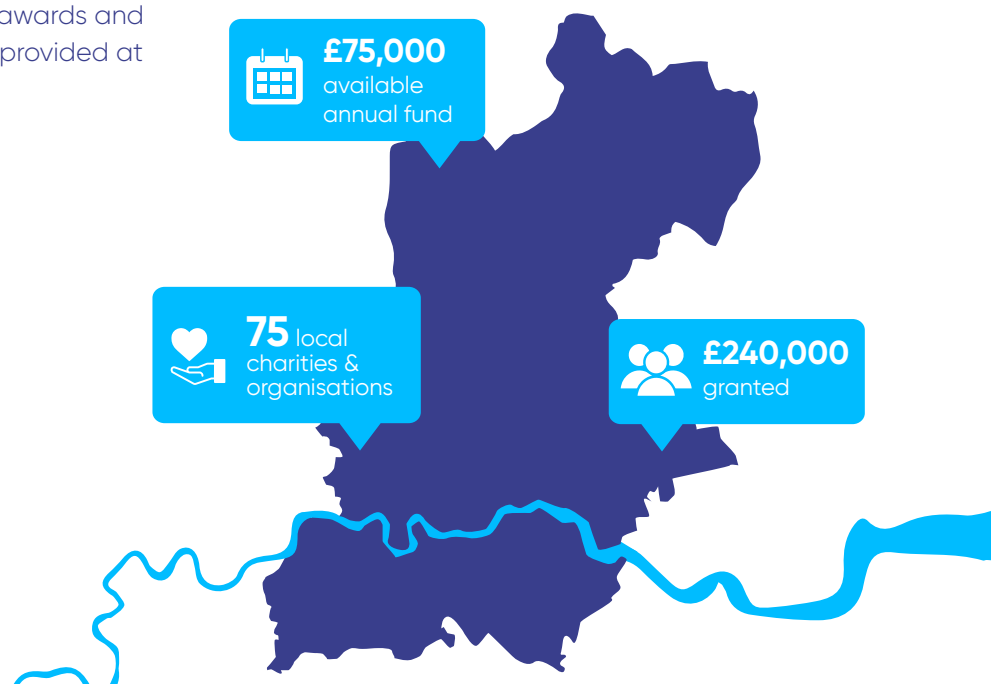 awards and
provided at
£75,000
available
annual fund
75 local
charities &
organisations
£240,000
granted